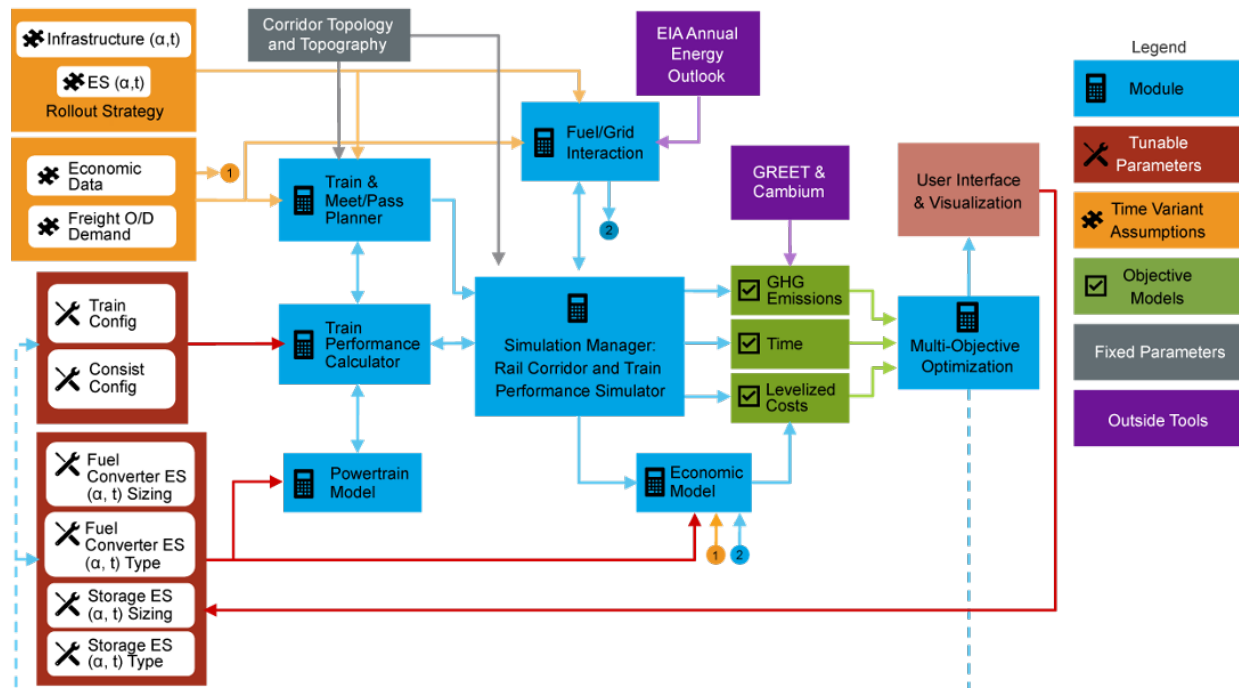 Infrastructure (α,t)
ES (α,t)
Rollout Strategy
Corridor Topology
and Topography
EIA Annual
Energy
Outlook
Legend
Module
Tunable
Parameters
Time Variant
Assumptions
Objective
Models
Fixed Parameters
Outside Tools
Economic
Data
1
Freight O/D
Demand
Train &
Meet/Pass
Planner
Fuel/Grid
Interaction
2
GREET &
Cambium
User Interface
& Visualization
Train
Config
Consist
Config
Train
Performance
Calculator
Simulation Manager:
Rail Corridor and Train
Performance Simulator
GHG
Emissions
Time
Levelized
Costs
Multi-Objective
Optimization
Fuel
Converter ES
(α, t) Sizing
Fuel
Converter ES
(α, t) Type
Storage ES
(α, t) Sizing
Storage ES
(α, t) Type
Powertrain
Model
Economic
Model
1
2